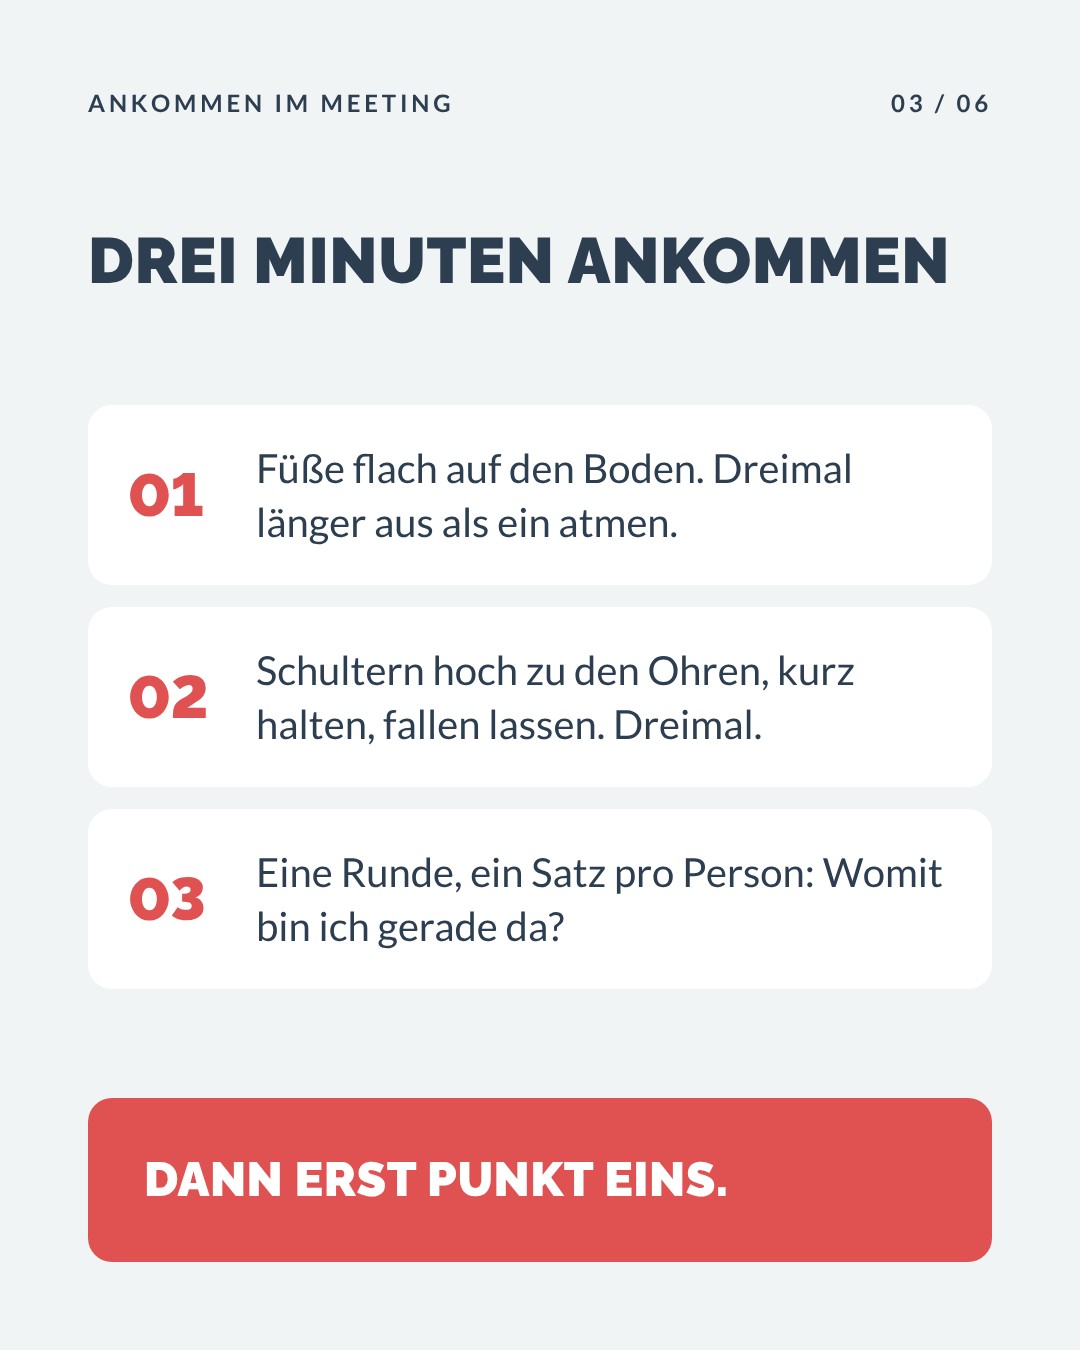 ANKOMMEN IM MEETING
03 / 06
DREI MINUTEN ANKOMMEN
01
Füße flach auf den Boden. Dreimal
länger aus als ein atmen.
02
Schultern hoch zu den Ohren, kurz
halten, fallen lassen. Dreimal.
03
Eine Runde, ein Satz pro Person: Womit
bin ich gerade da?
DANN ERST PUNKT EINS.